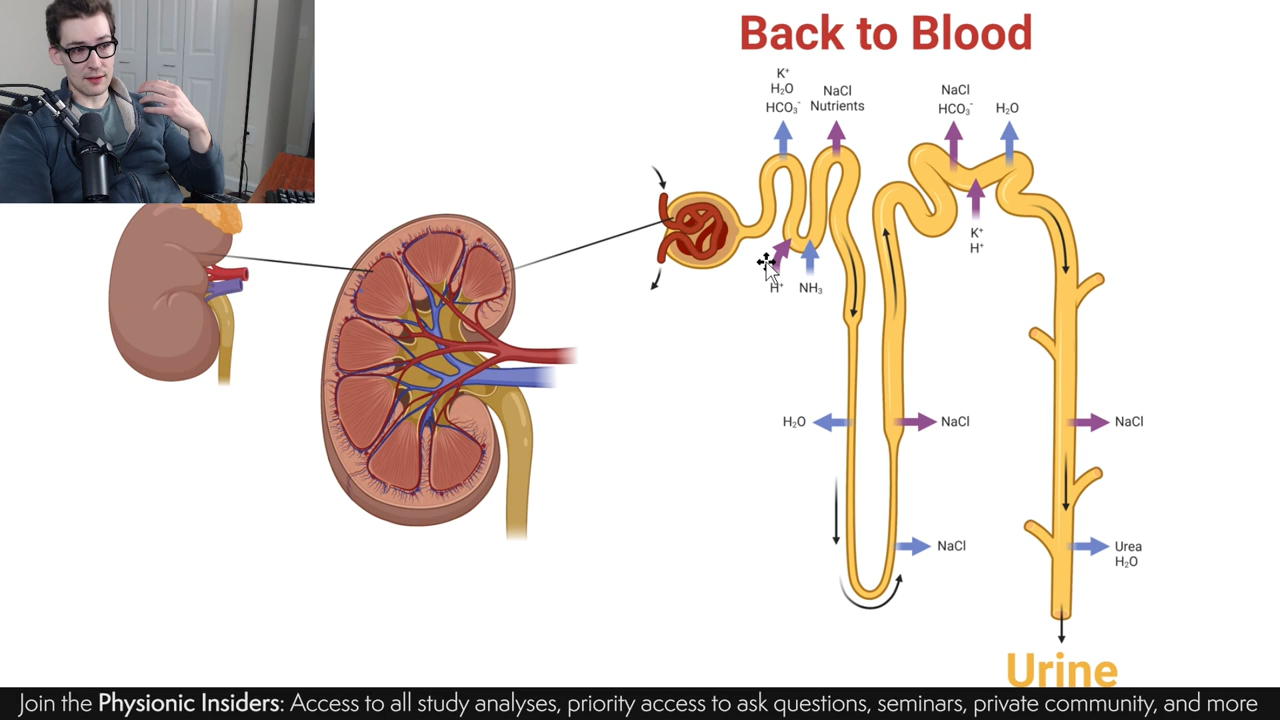 Back to Blood
K⁺
H₂O
HCO₃⁻
NaCl
Nutrients
NaCl
HCO₃⁻
H₂O
K⁺
H⁺
H⁺
NH₃
H₂O
NaCl
NaCl
NaCl
Urea
H₂O
Urine
Join the Physionic Insiders: Access to all study analyses, priority access to ask questions, seminars, private community, and more